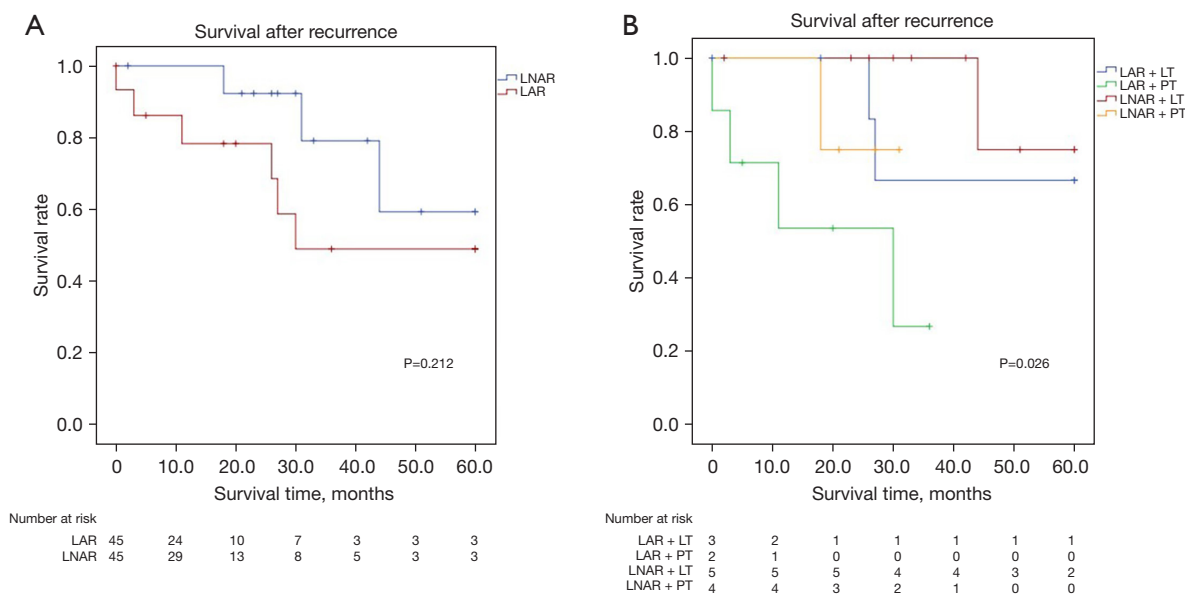 A
Survival after recurrence
LNAR
LAR
1.0
0.8
0.6
0.4
0.2
0.0
Survival rate
P=0.212
0 10.0 20.0 30.0 40.0 50.0 60.0
Survival time, months
Number at risk
LAR 45 24 10 7 3 3 3
LNAR 45 29 13 8 5 3 3
B
Survival after recurrence
LAR + LT
LAR + PT
LNAR + LT
LNAR + PT
1.0
0.8
0.6
0.4
0.2
0.0
Survival rate
P=0.026
0 10.0 20.0 30.0 40.0 50.0 60.0
Survival time, months
Number at risk
LAR + LT 3 2 1 1 1 1 1
LAR + PT 2 1 0 0 0 0 0
LNAR + LT 5 5 5 4 4 3 2
LNAR + PT 4 4 3 2 1 0 0